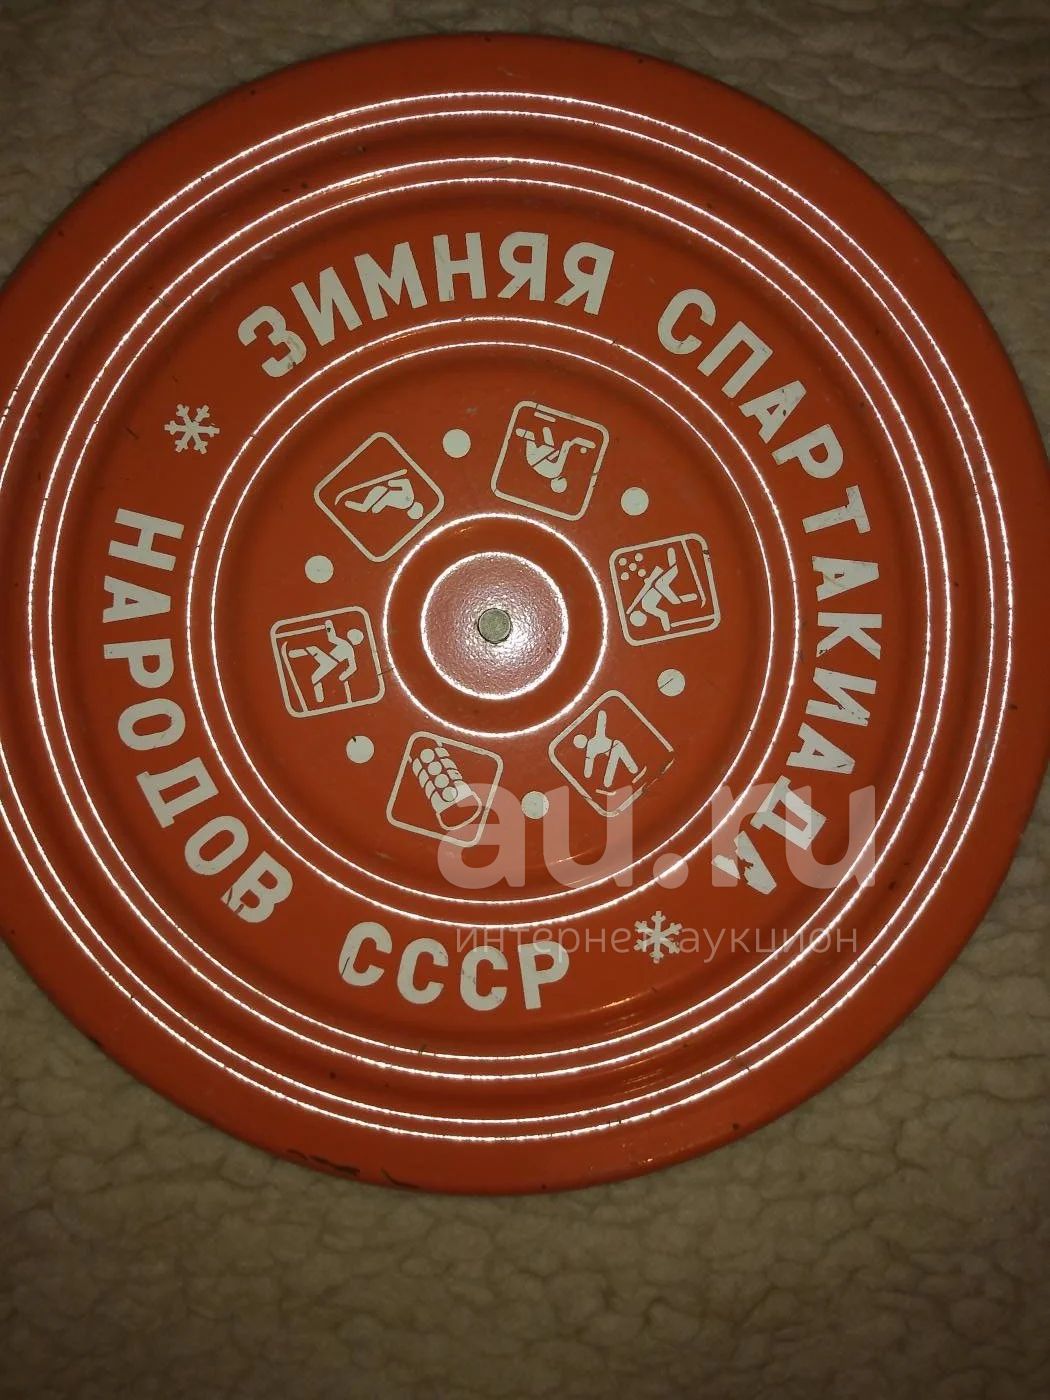 ЗИМНЯЯ СПАРТАКИАДА
НАРОДОВ СССР
au.ru
интернет-аукцион